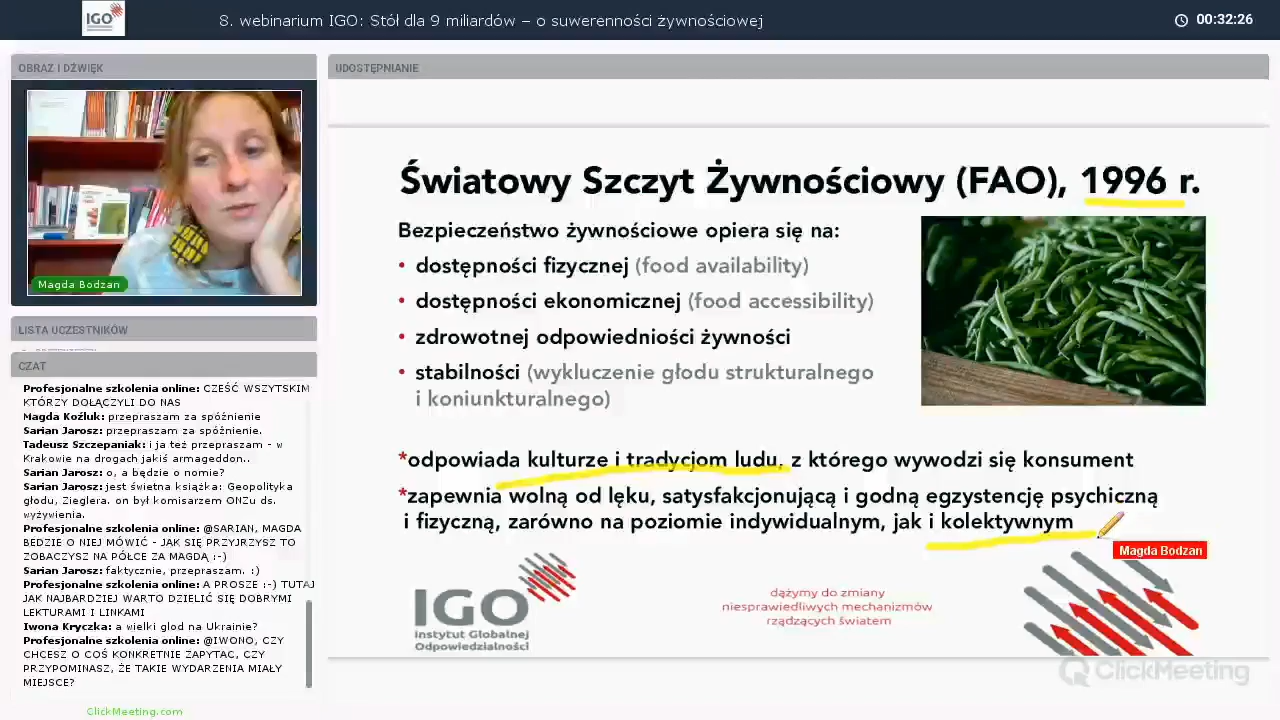 IGO
8. webinarium IGO: Stół dla 9 miliardów – o suwerenności żywnościowej
00:32:26
OBRAZ I DŹWIĘK
Magda Bodzan
LISTA UCZESTNIKÓW
CZAT
Profesjonalne szkolenia online: CZEŚĆ WSZYTSKIM
KTÓRZY DOŁĄCZYLI DO NAS
Magda Koźluk: przepraszam za spóźnienie
Sarian Jarosz: przepraszam za spóźnienie.
Tadeusz Szczepaniak: i ja też przepraszam - w
Krakowie na drogach jakiś armageddon..
Sarian Jarosz: o, a będzie o nomie?
Sarian Jarosz: jest świetna książka: Geopolityka
głodu, Zieglera. on był komisarzem ONZu ds.
wyżywienia.
Profesjonalne szkolenia online: @SARIAN, MAGDA
BEDZIE O NIEJ MÓWIĆ - JAK SIĘ PRZYJRZYSZ TO
ZOBACZYSZ NA PÓŁCE ZA MAGDĄ :-)
Sarian Jarosz: faktycznie, przepraszam. :)
Profesjonalne szkolenia online: A PROSZE :-) TUTAJ
JAK NAJBARDZIEJ WARTO DZIELIĆ SIĘ DOBRYMI
LEKTURAMI I LINKAMI
Iwona Kryczka: a wielki glod na Ukrainie?
Profesjonalne szkolenia online: @IWONO, CZY
CHCESZ O COŚ KONKRETNIE ZAPYTAĆ, CZY
PRZYPOMINASZ, ŻE TAKIE WYDARZENIA MIAŁY
MIEJSCE?
ClickMeeting.com
UDOSTĘPNIANIE
Światowy Szczyt Żywnościowy (FAO), 1996 r.
Bezpieczeństwo żywnościowe opiera się na:
• dostępności fizycznej (food availability)
• dostępności ekonomicznej (food accessibility)
• zdrowotnej odpowiedniości żywności
• stabilności (wykluczenie głodu strukturalnego
i koniunkturalnego)
*odpowiada kulturze i tradycjom ludu, z którego wywodzi się konsument
*zapewnia wolną od lęku, satysfakcjonującą i godną egzystencję psychiczną
i fizyczną, zarówno na poziomie indywidualnym, jak i kolektywnym
Magda Bodzan
IGO
Instytut Globalnej
Odpowiedzialności
dążymy do zmiany
niesprawiedliwych mechanizmów
rządzących światem
ClickMeeting